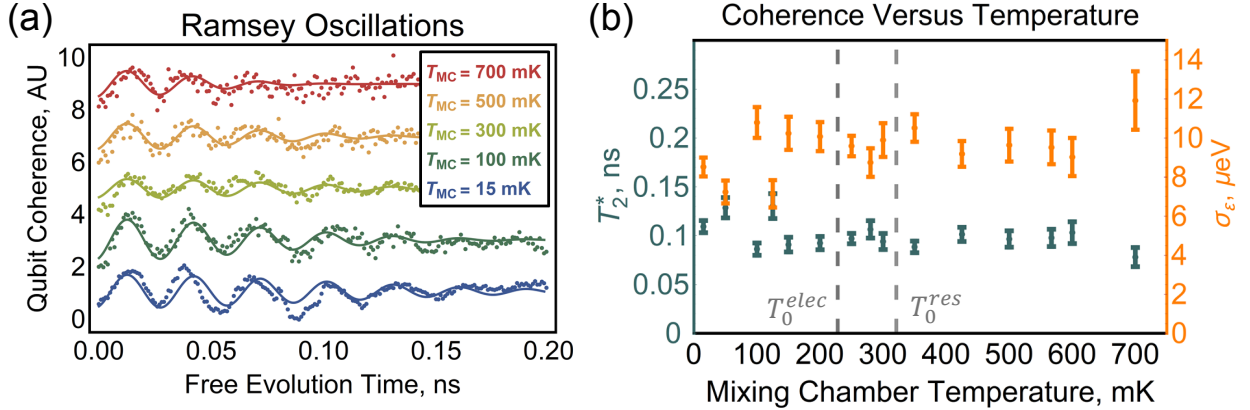 (a)
Ramsey Oscillations
Qubit Coherence, AU
10
8
6
4
2
0
T_MC = 700 mK
T_MC = 500 mK
T_MC = 300 mK
T_MC = 100 mK
T_MC = 15 mK
0.00 0.05 0.10 0.15 0.20
Free Evolution Time, ns
(b)
Coherence Versus Temperature
T₂*, ns
0.25
0.2
0.15
0.1
0.05
0
T₀^elec
T₀^res
14
12
10
8
6
4
2
0
σ_ε, μeV
100 200 300 400 500 600 700
Mixing Chamber Temperature, mK